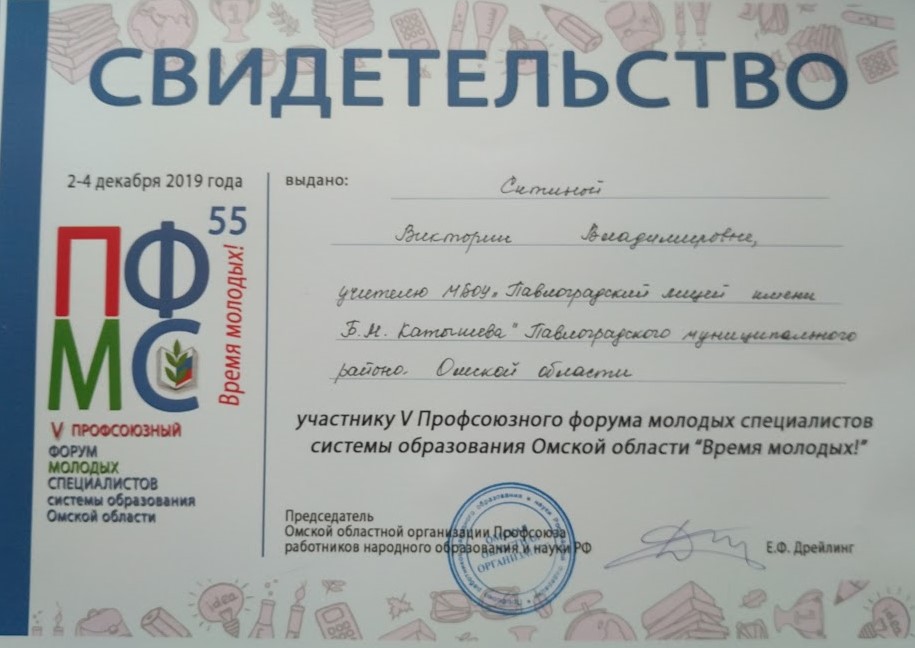 СВИДЕТЕЛЬСТВО
2-4 декабря 2019 года
ПФ 55
МС
Время молодых!
V ПРОФСОЮЗНЫЙ
ФОРУМ
МОЛОДЫХ
СПЕЦИАЛИСТОВ
системы образования
Омской области
выдано: Ситиной
Виктории Владимировне,
учителю МБОУ „Павлоградский лицей имени
Б.М. Катышева" Павлоградского муниципального
района Омской области
участнику V Профсоюзного форума молодых специалистов
системы образования Омской области “Время молодых!”
Председатель
Омской областной организации Профсоюза
работников народного образования и науки РФ
Е.Ф. Дрейлинг
idea